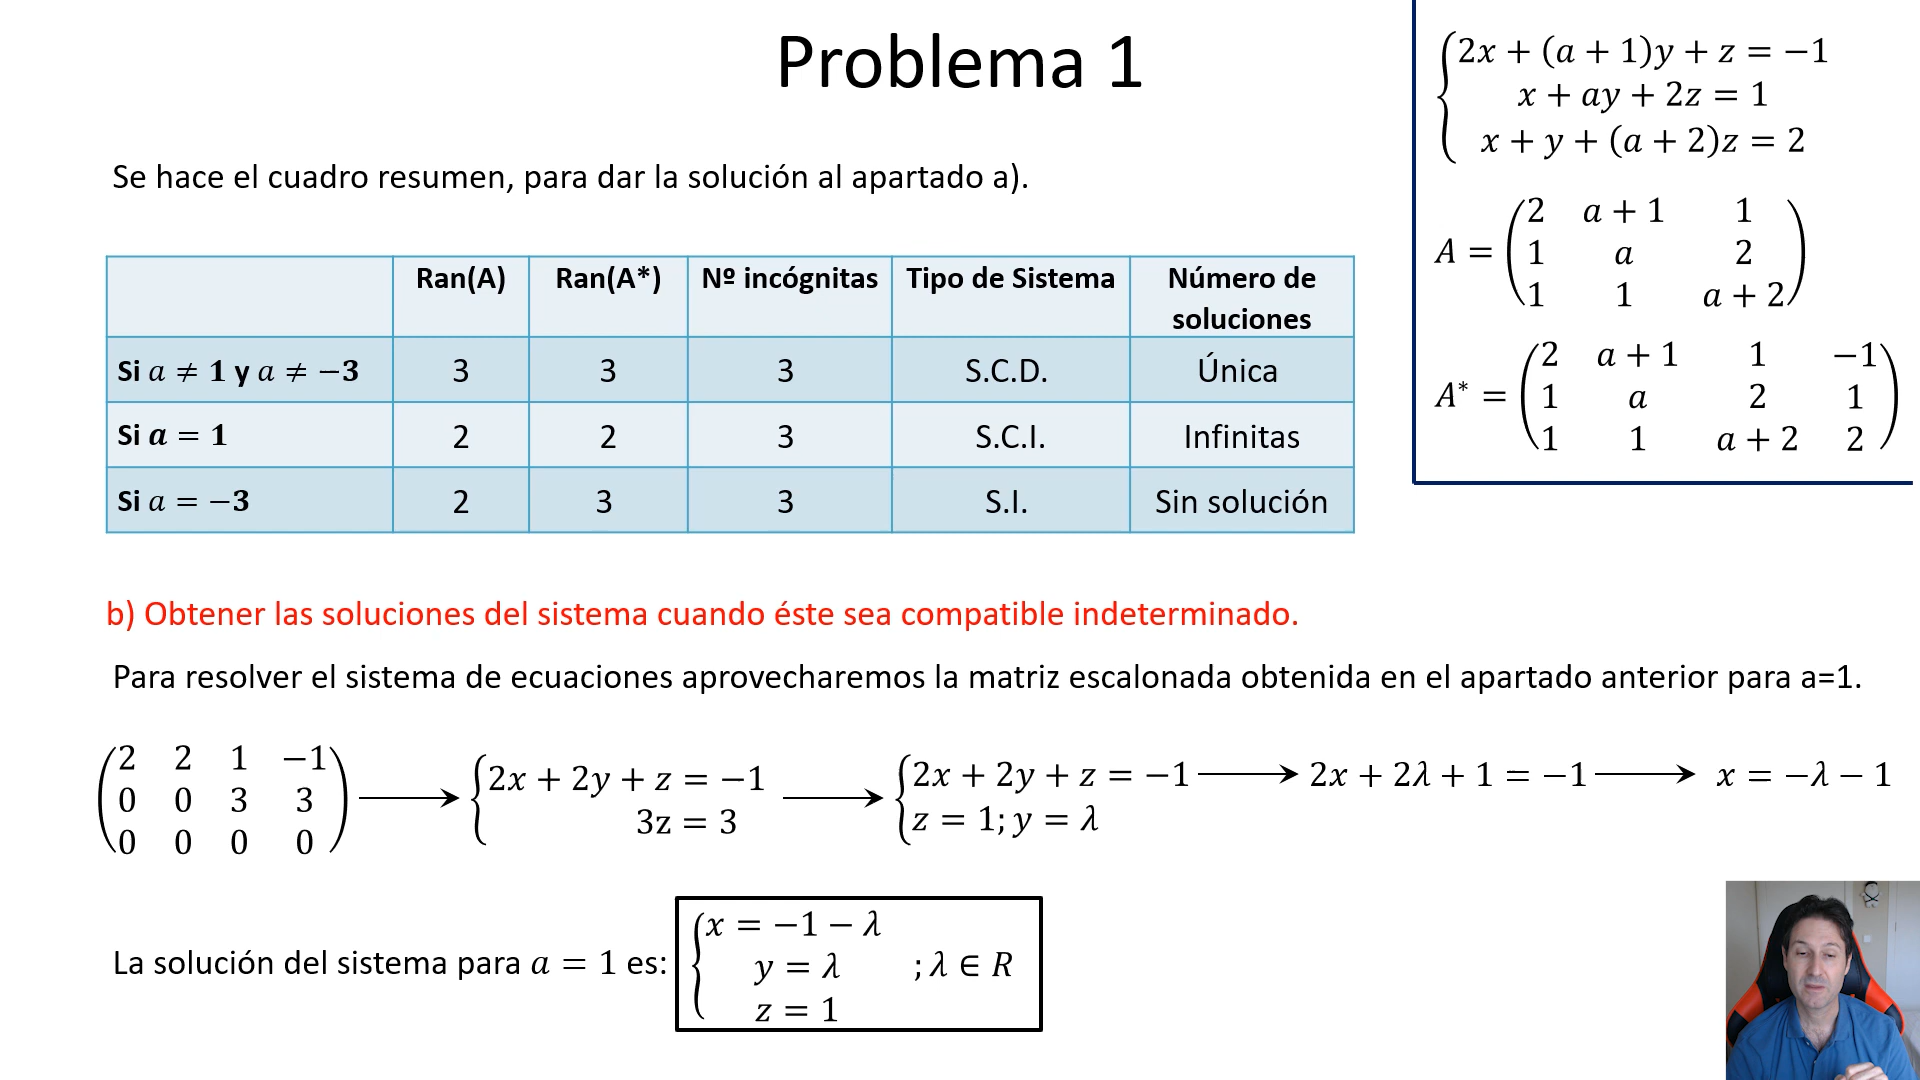 Problema 1
Se hace el cuadro resumen, para dar la solución al apartado a).
Ran(A) Ran(A*) Nº incógnitas Tipo de Sistema Número de soluciones
Si a ≠ 1 y a ≠ −3 3 3 3 S.C.D. Única
Si a = 1 2 2 3 S.C.I. Infinitas
Si a = −3 2 3 3 S.I. Sin solución
2x + (a + 1)y + z = −1
x + ay + 2z = 1
x + y + (a + 2)z = 2
A =
2 a + 1 1
1 a 2
1 1 a + 2
A* =
2 a + 1 1 −1
1 a 2 1
1 1 a + 2 2
b) Obtener las soluciones del sistema cuando éste sea compatible indeterminado.
Para resolver el sistema de ecuaciones aprovecharemos la matriz escalonada obtenida en el apartado anterior para a=1.
2 2 1 −1
0 0 3 3
0 0 0 0
2x + 2y + z = −1
3z = 3
2x + 2y + z = −1
z = 1; y = λ
2x + 2λ + 1 = −1
x = −λ − 1
La solución del sistema para a = 1 es:
x = −1 − λ
y = λ ; λ ∈ R
z = 1